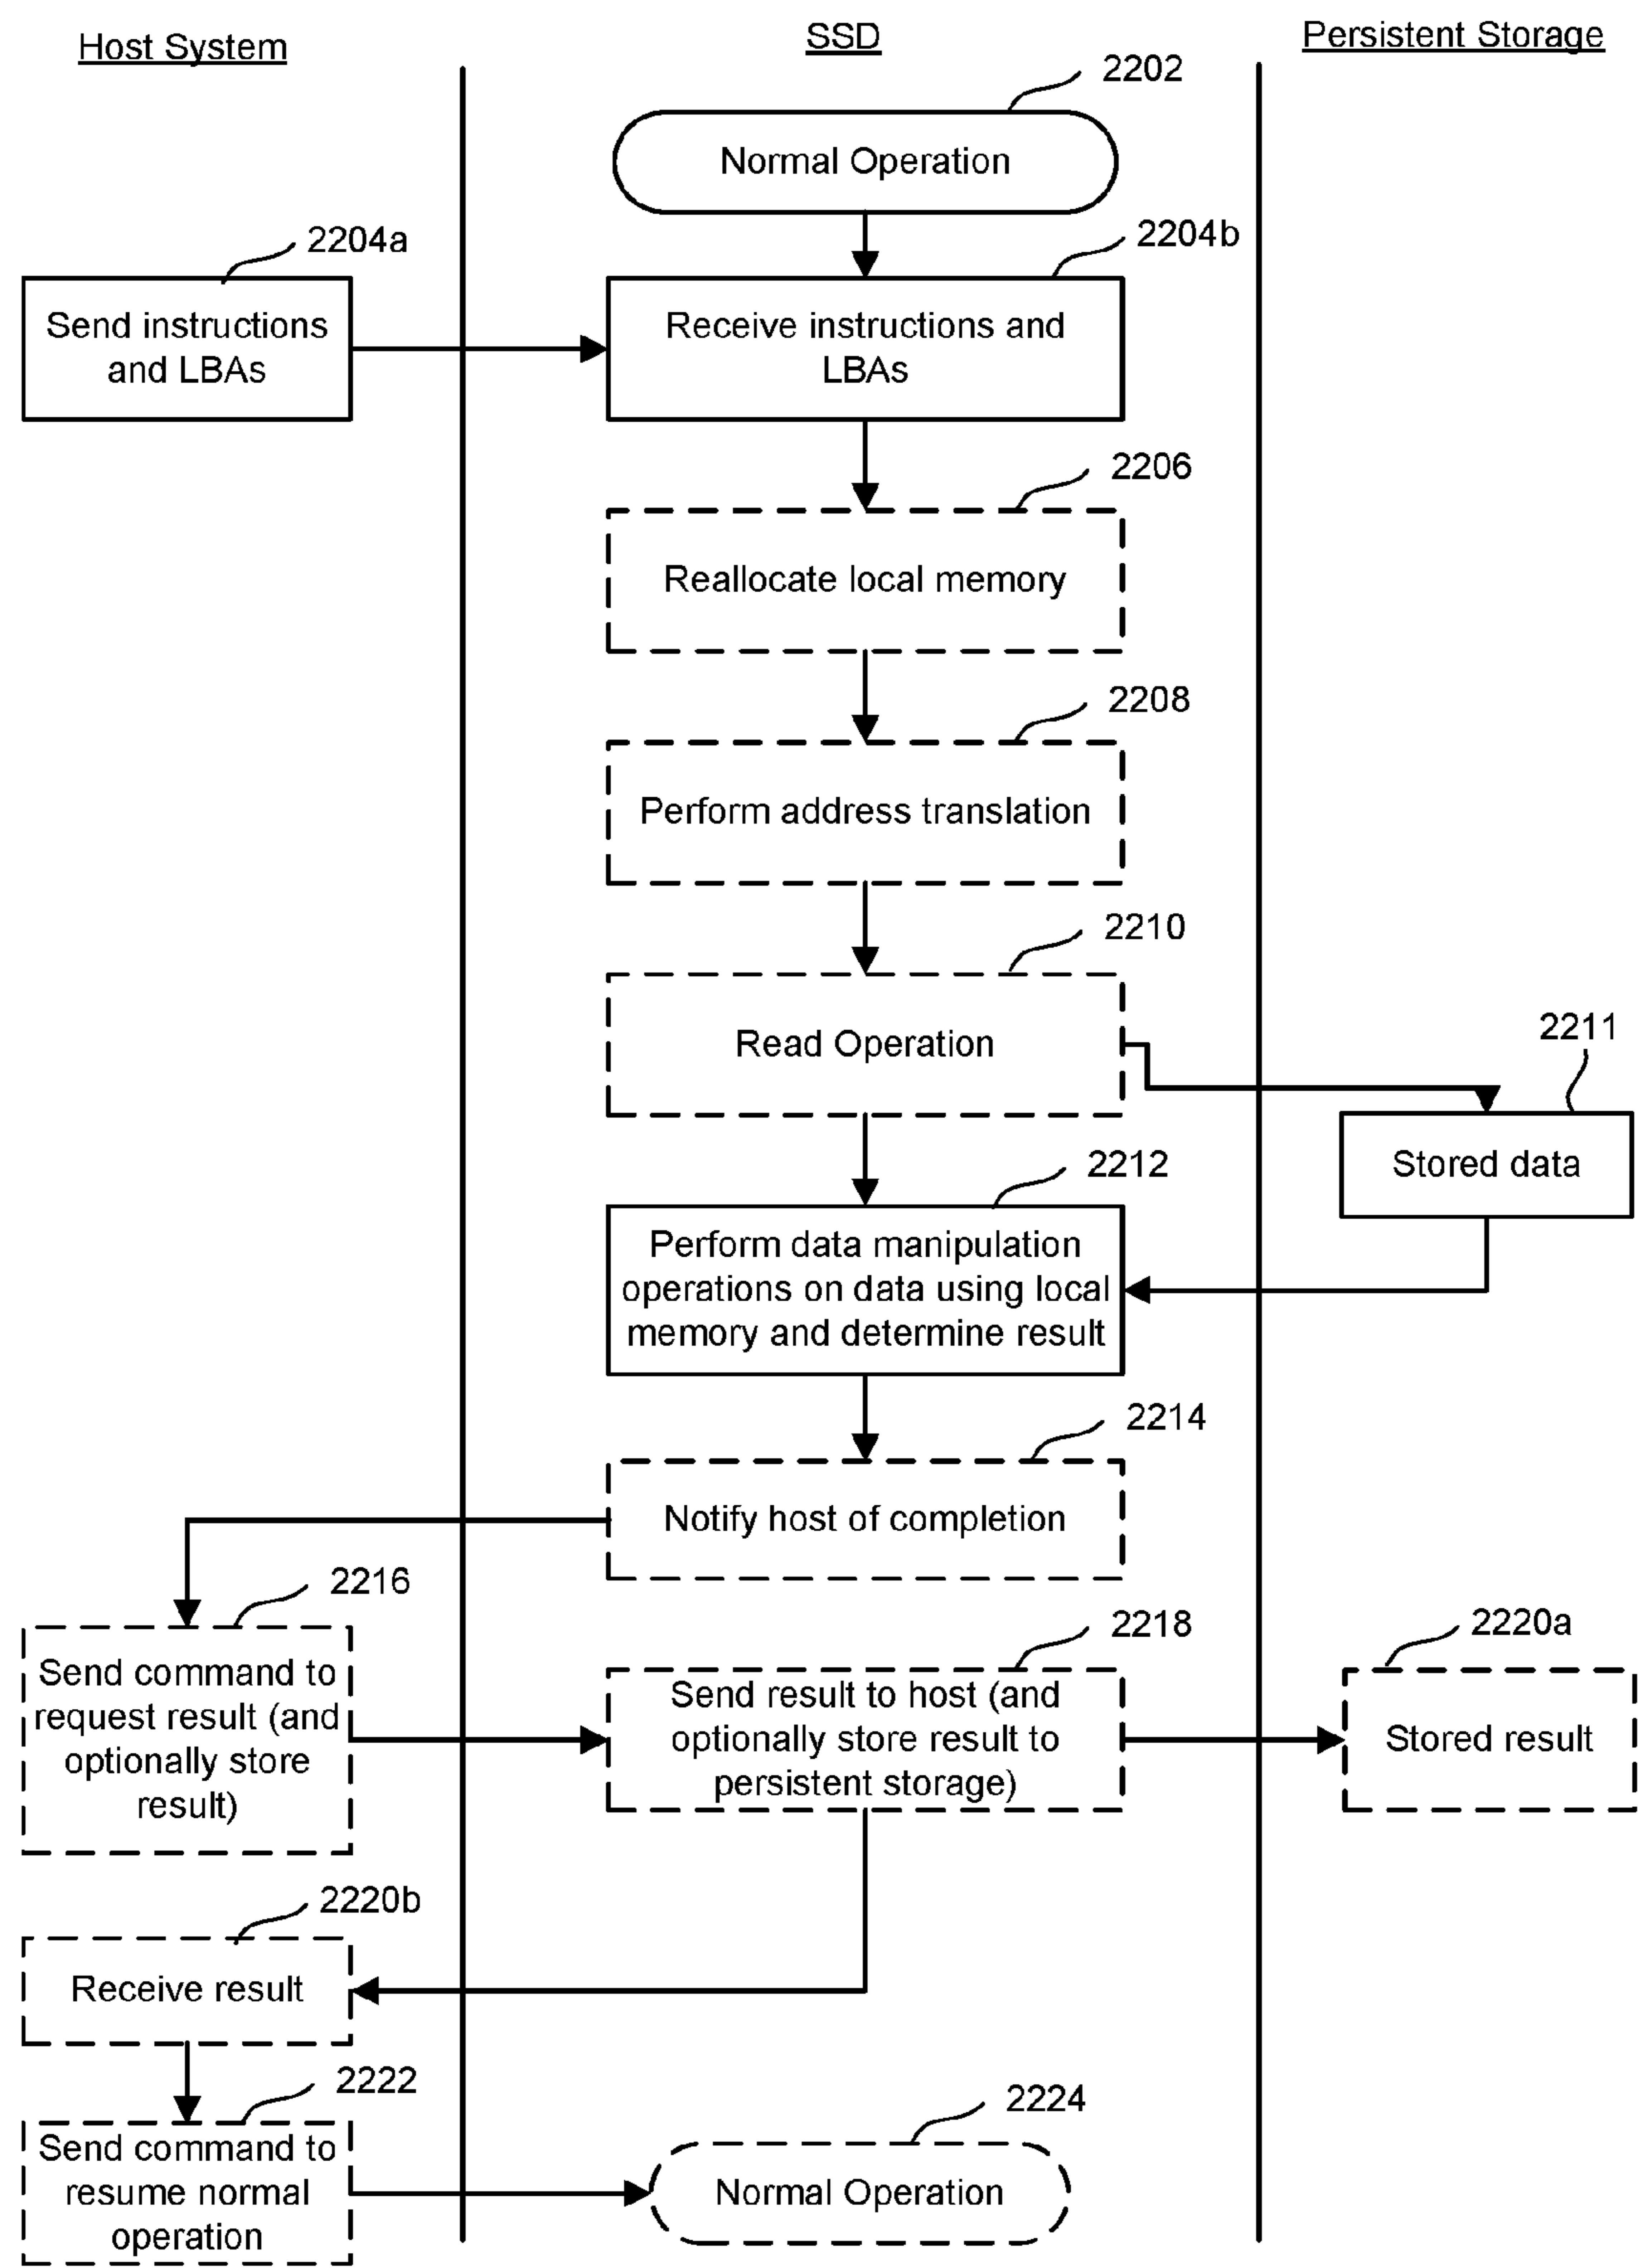 Host System
SSD
Persistent Storage
2202
Normal Operation
2204a
2204b
Send instructions
and LBAs
Receive instructions and
LBAs
2206
Reallocate local memory
2208
Perform address translation
2210
Read Operation
2211
Stored data
2212
Perform data manipulation
operations on data using local
memory and determine result
2214
Notify host of completion
2216
Send command to
request result (and
optionally store
result)
2218
Send result to host (and
optionally store result to
persistent storage)
2220a
Stored result
2220b
Receive result
2222
Send command to
resume normal
operation
2224
Normal Operation